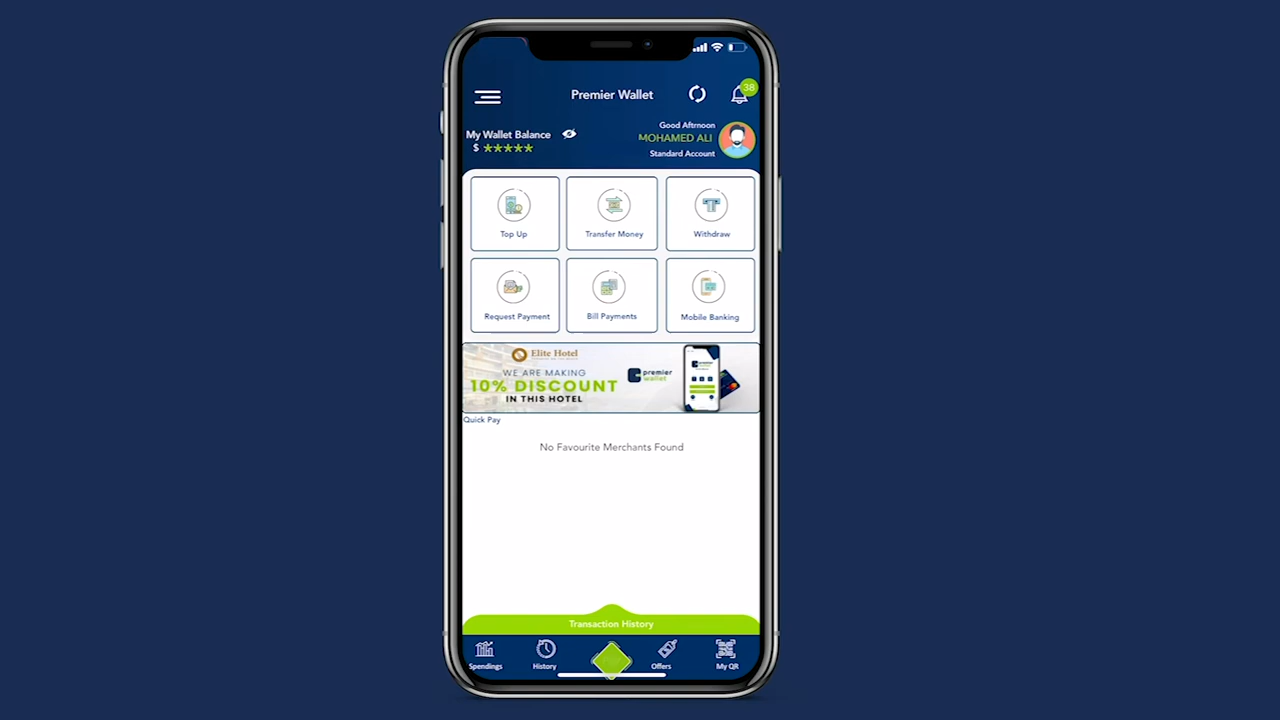 Premier Wallet
38
Good Aftrnoon
My Wallet Balance
MOHAMED ALI
$ *****
Standard Account
Top Up
Transfer Money
Withdraw
Request Payment
Bill Payments
Mobile Banking
Elite Hotel
WE ARE MAKING
10% DISCOUNT
IN THIS HOTEL
premier
wallet
Quick Pay
No Favourite Merchants Found
Transaction History
Spendings
History
Offers
My QR